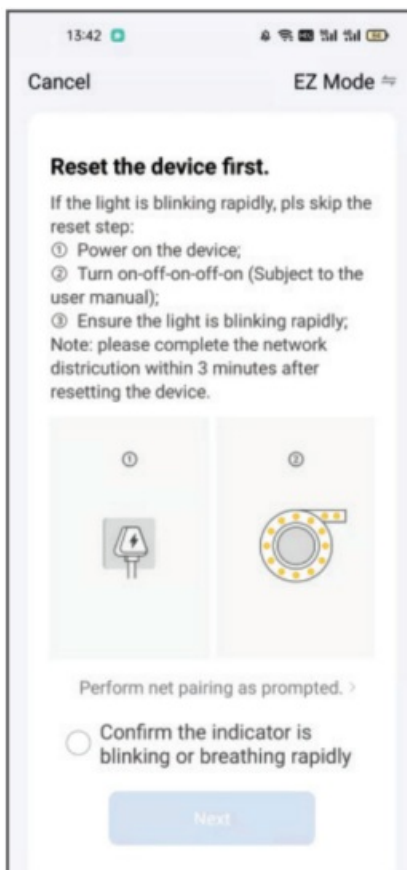 13:42
Cancel
EZ Mode
Reset the device first.
If the light is blinking rapidly, pls skip the
reset step:
① Power on the device;
② Turn on-off-on-off-on (Subject to the
user manual);
③ Ensure the light is blinking rapidly;
Note: please complete the network
districution within 3 minutes after
resetting the device.
① ②
Perform net pairing as prompted. >
Confirm the indicator is
blinking or breathing rapidly
Next